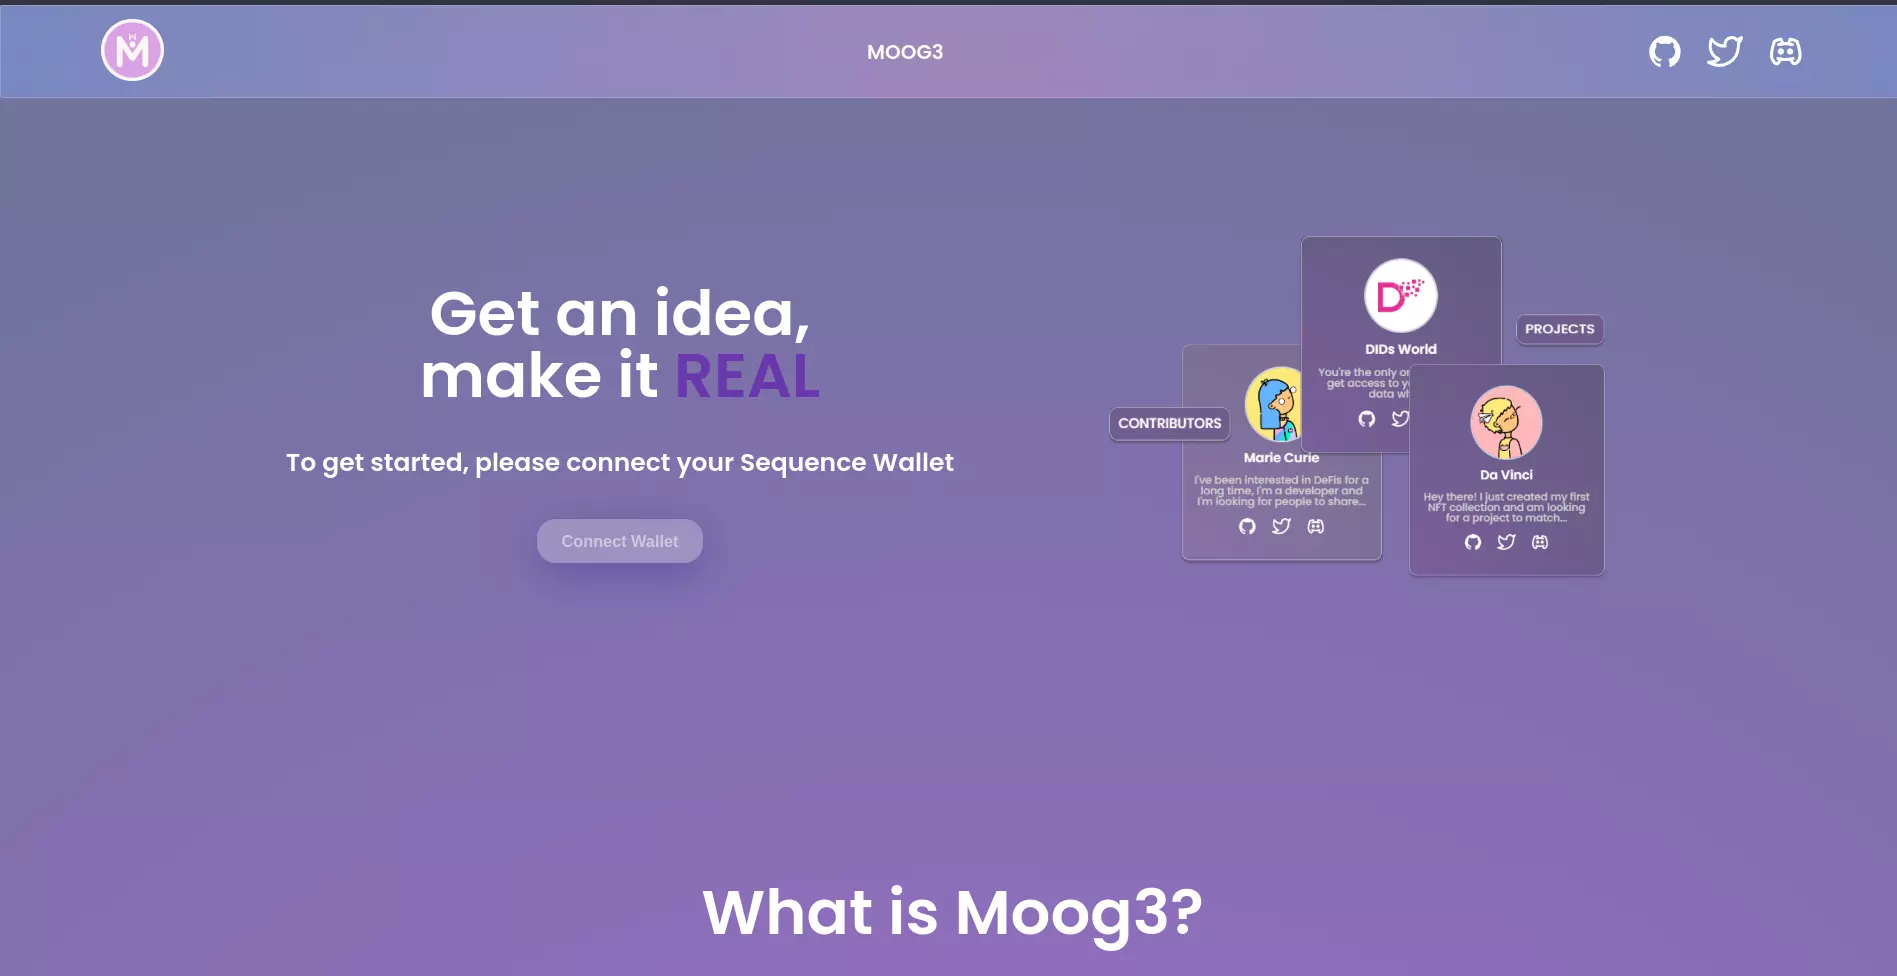 MOOG3
Get an idea,
make it REAL
To get started, please connect your Sequence Wallet
Connect Wallet
PROJECTS
DIDs World
You're the only
get access to
data
CONTRIBUTORS
Marie Curie
I've been interested in DeFis for a
long time, I'm a developer and
I'm looking for people to share...
Da Vinci
Hey there! I just created my first
NFT collection and am looking
for a project to match...
What is Moog3?